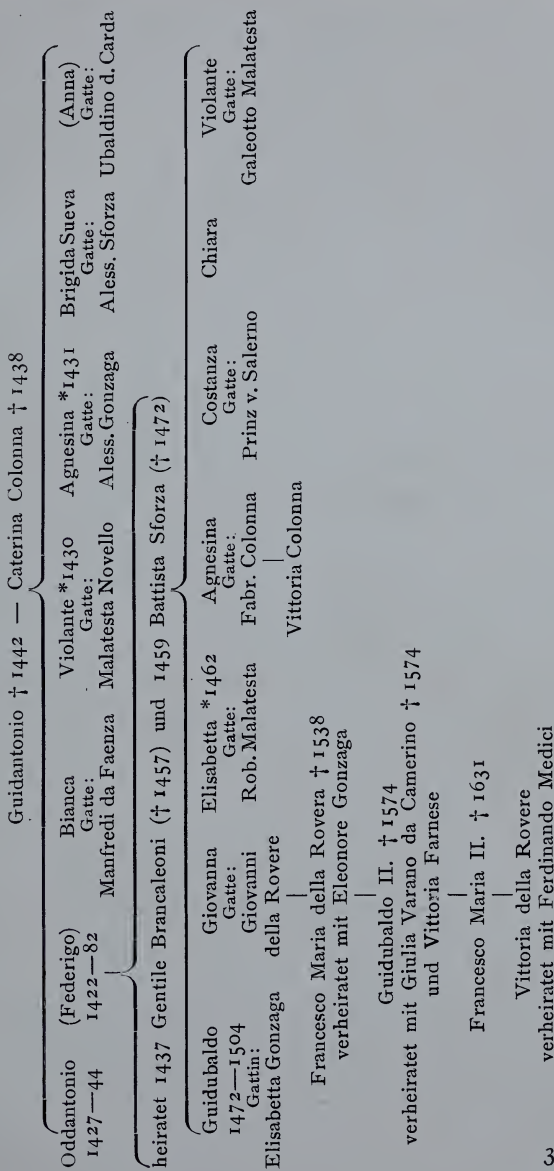 Guidantonio † 1442 — Caterina Colonna † 1438
Oddantonio (Federigo) Bianca Violante *1430 Agnesina *1431 Brigida Sueva (Anna)
1427—44 1422—82 Gatte: Gatte: Gatte: Gatte: Gatte:
Manfredi da Faenza Malatesta Novello Aless. Gonzaga Aless. Sforza Ubaldino d. Carda
heiratet 1437 Gentile Brancaleoni († 1457) und 1459 Battista Sforza († 1472)
Guidubaldo Giovanna Elisabetta *1462 Agnesina Costanza Chiara Violante
1472—1504 Gatte: Gatte: Gatte: Gatte: Gatte:
Gattin: Giovanni Rob. Malatesta Fabr. Colonna Prinz v. Salerno Galeotto Malatesta
Elisabetta Gonzaga della Rovere
Vittoria Colonna
Francesco Maria della Rovera † 1538
verheiratet mit Eleonore Gonzaga
Guidubaldo II. † 1574
verheiratet mit Giulia Varano da Camerino † 1574
und Vittoria Farnese
Francesco Maria II. † 1631
Vittoria della Rovere
verheiratet mit Ferdinando Medici
3